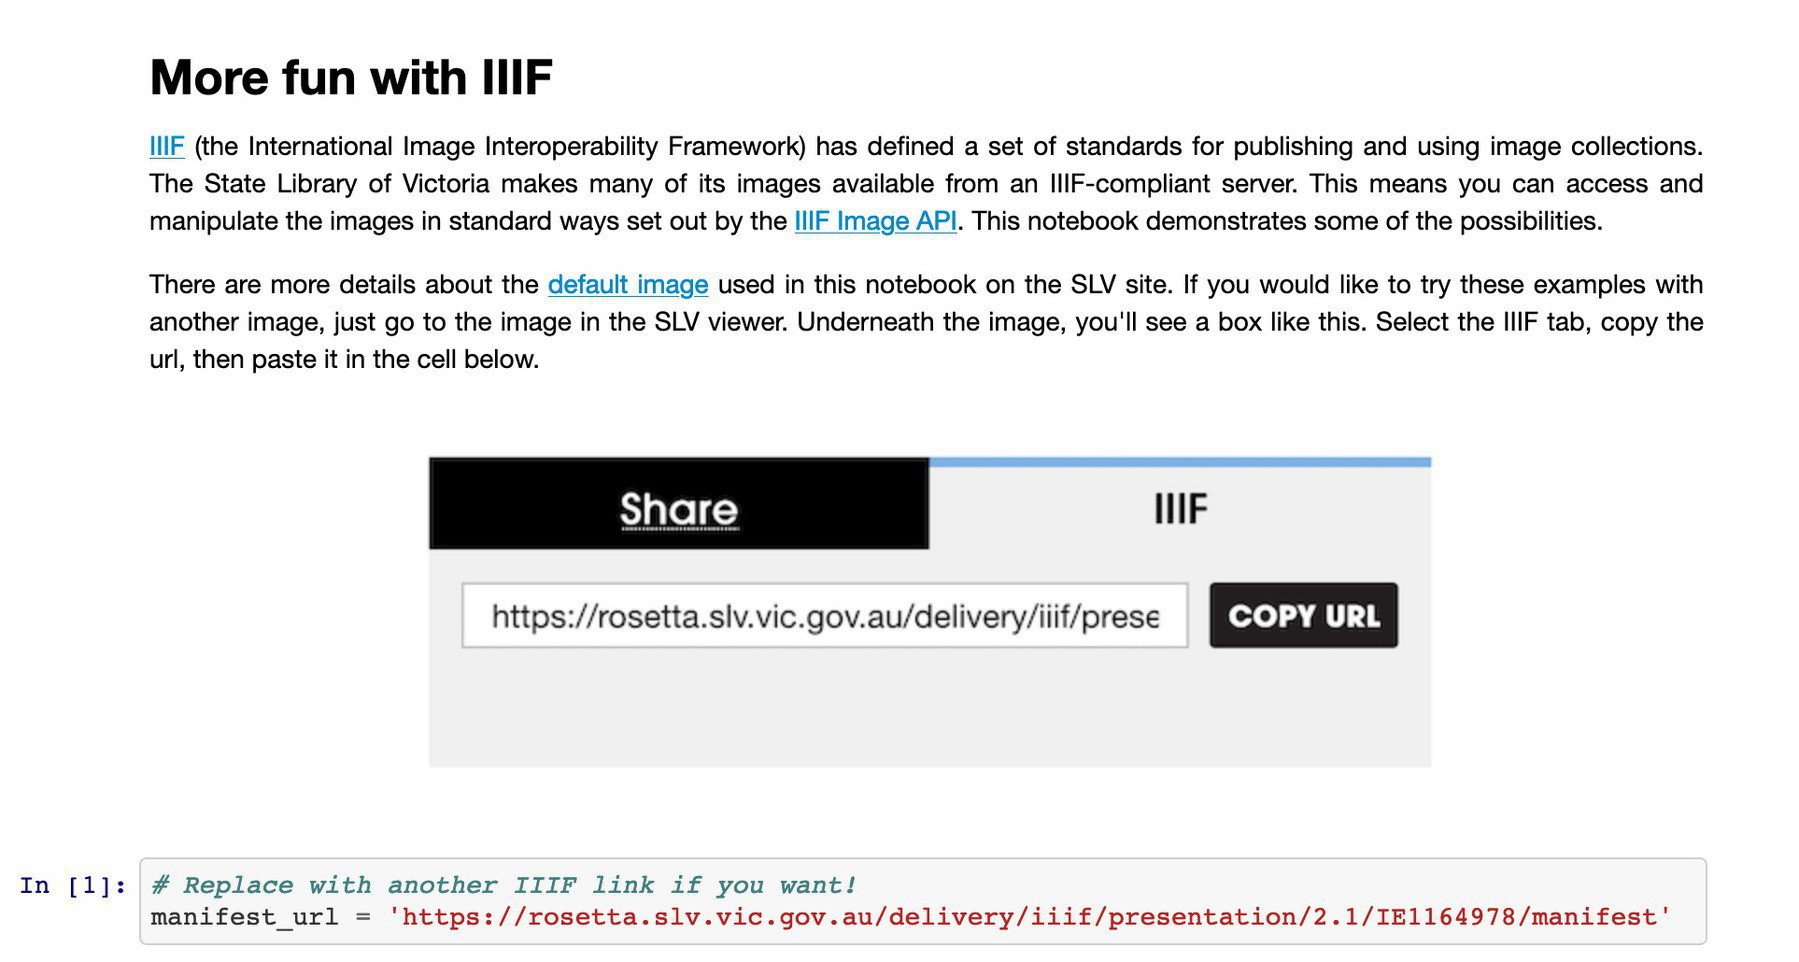 More fun with IIIF
IIIF (the International Image Interoperability Framework) has defined a set of standards for publishing and using image collections.
The State Library of Victoria makes many of its images available from an IIIF-compliant server. This means you can access and
manipulate the images in standard ways set out by the IIIF Image API. This notebook demonstrates some of the possibilities.
There are more details about the default image used in this notebook on the SLV site. If you would like to try these examples with
another image, just go to the image in the SLV viewer. Underneath the image, you'll see a box like this. Select the IIIF tab, copy the
url, then paste it in the cell below.
Share IIIF
https://rosetta.slv.vic.gov.au/delivery/iiif/prese COPY URL
In [1]: # Replace with another IIIF link if you want!
manifest_url = 'https://rosetta.slv.vic.gov.au/delivery/iiif/presentation/2.1/IE1164978/manifest'